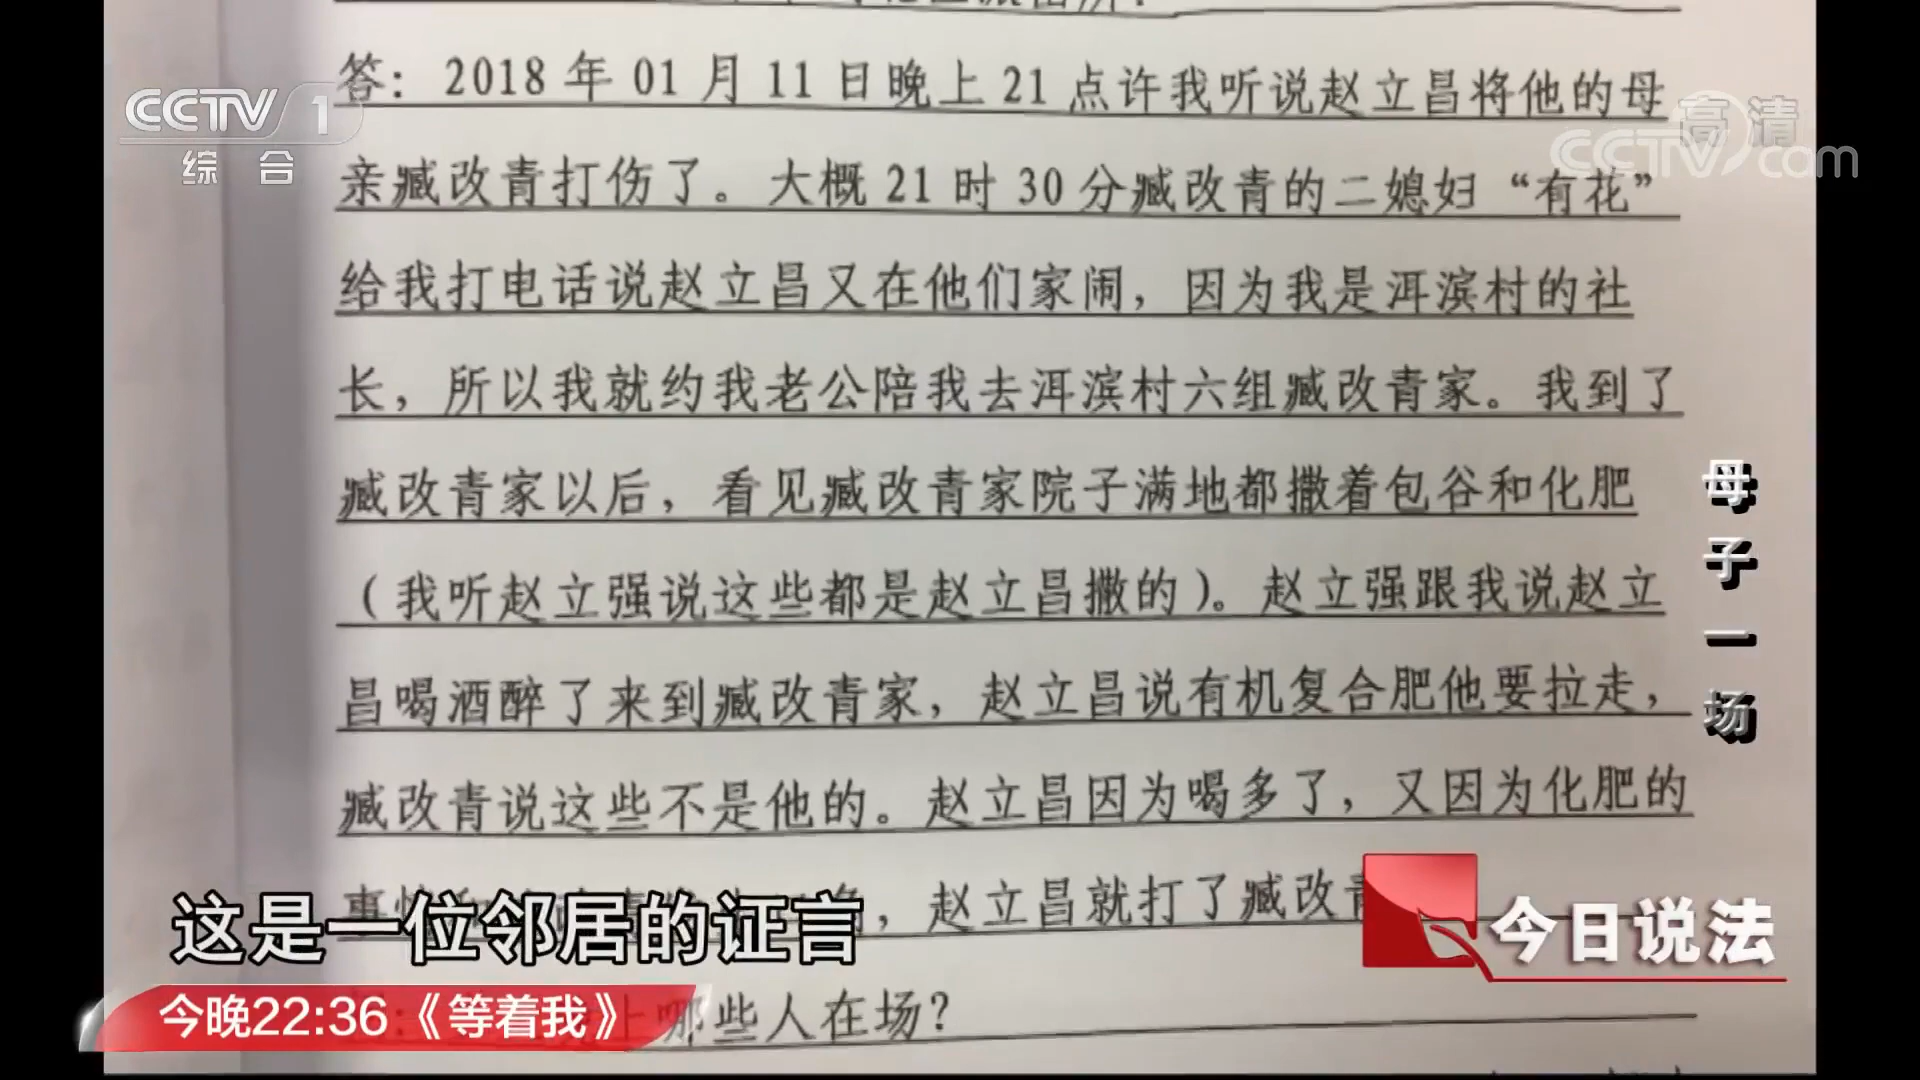 答：2018年01月11日晚上21点许我听说赵立昌将他的母
亲臧改青打伤了。大概21时30分臧改青的二媳妇“有花”
给我打电话说赵立昌又在他们家闹，因为我是洱滨村的社
长，所以我就约我老公陪我去洱滨村六组臧改青家。我到了
臧改青家以后，看见臧改青家院子满地都撒着包谷和化肥
（我听赵立强说这些都是赵立昌撒的）。赵立强跟我说赵立
昌喝酒醉了来到臧改青家，赵立昌说有机复合肥他要拉走，
臧改青说这些不是他的。赵立昌因为喝多了，又因为化肥的
，赵立昌就打了臧改
哪些人在场？
CCTV 1
综合
高清
CCTV.com
母子一场
这是一位邻居的证言
今日说法
今晚22:36《等着我》